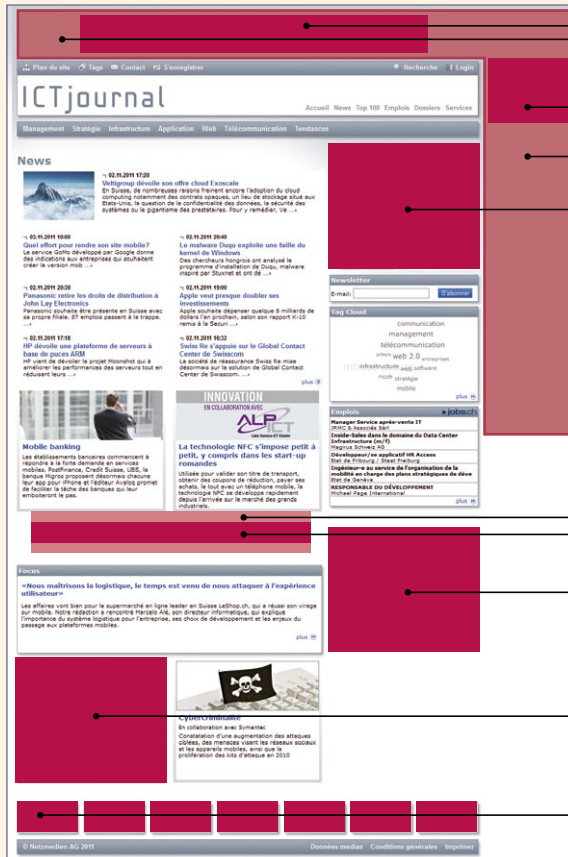 Plan du site Tags Contact S'enregistrer Recherche Login
ICTjournal
Accueil News Top 100 Emplois Dossiers Services
Management Stratégie Infrastructure Application Web Télécommunication Tendances
News
02.11.2011 17:20
Veltigroup dévoile son offre cloud Exoscale
En Suisse, de nombreuses raisons freinent encore l'adoption du cloud
computing notamment des contrats opaques, un lieu de stockage situé aux
Etats-Unis, la question de la confidentialité des données, la sécurité des
systèmes ou le gigantisme des prestataires. Pour y remédier, Ve ...
03.11.2011 10:00
Quel effort pour rendre son site mobile?
Le service GoMo développé par Google donne
des indications aux entreprises qui souhaitent
créer la version mob ...
02.11.2011 20:49
Le malware Duqu exploite une faille du
kernel de Windows
Des chercheurs hongrois ont analysé le
programme d'installation de Duqu, malware
inspiré par Stuxnet et ont de ...
02.11.2011 20:38
Panasonic retire les droits de distribution à
John Lay Electronics
Panasonic souhaite être présente en Suisse avec
sa propre filiale. 87 emplois passent à la trappe.
...
02.11.2011 19:00
Apple veut presque doubler ses
investissements
Apple souhaite dépenser quelque 8 milliards de
dollars l'an prochain, selon son rapport K-10
remis à la Securi ...
02.11.2011 17:18
HP dévoile une plateforme de serveurs à
base de puces ARM
HP vient de dévoiler le projet Moonshot qui à
améliorer les performances des serveurs tout en
réduisant leurs ...
02.11.2011 16:32
Swiss Re s'appuie sur le Global Contact
Center de Swisscom
La société de réassurance Swiss Re mise
désormais sur la solution de Global Contact
Center de Swisscom. ...
plus
Newsletter
E-mail: S'abonner
Tag Cloud
communication
management
télécommunication
web 2.0 entreprises
infrastructure web software
ricoh stratégie
mobile
plus
Emplois jobs.ch
Manager Service après-vente IT
JRMC & Associés Sàrl
Inside-Sales dans le domaine du Data Center
Infrastructure (m/f)
Magirus Schweiz AG
Développeur/se applicatif HR Access
Etat de Fribourg / Staat Freiburg
Ingénieur-e au service de l'organisation de la
mobilité en charge des plans stratégiques de déve
Etat de Genève
RESPONSABLE DU DÉVELOPPEMENT
Michael Page International
plus
Mobile banking
Les établissements bancaires commencent à
répondre à la forte demande en services
mobiles. PostFinance, Credit Suisse, UBS, la
banque Migros proposent désormais chacune
leur app pour iPhone et l'éditeur Avaloq promet
de faciliter la tâche des banques qui leur
emboiteront le pas.
INNOVATION
EN COLLABORATION AVEC
ALP ICT
La technologie NFC s'impose petit à
petit, y compris dans les start-up
romandes
Utilisée pour valider son titre de transport,
obtenir des coupons de réduction, payer ses
achats, le tout avec un téléphone mobile, la
technologie NFC se développe rapidement
depuis l'arrivée sur le marché des grands
industriels.
Focus
«Nous maîtrisons la logistique, le temps est venu de nous attaquer à l'expérience
utilisateur»
Les affaires vont bien pour le supermarché en ligne leader en Suisse LeShop.ch, qui a réussi son virage
sur mobile. Notre rédaction a rencontré Marcelo Alé, son directeur informatique, qui explique
l'importance du système logistique pour l'entreprise, ses choix de développement et les enjeux du
passage aux plateformes mobiles.
plus
Cybercriminalité
En collaboration avec Symantec
Constatation d'une augmentation des attaques
ciblées, des menaces visant les réseaux sociaux
et les appareils mobiles, ainsi que la
prolifération des kits d'attaque en 2010
© Netzmedien AG 2011 Données medias Conditions générales Imprimer